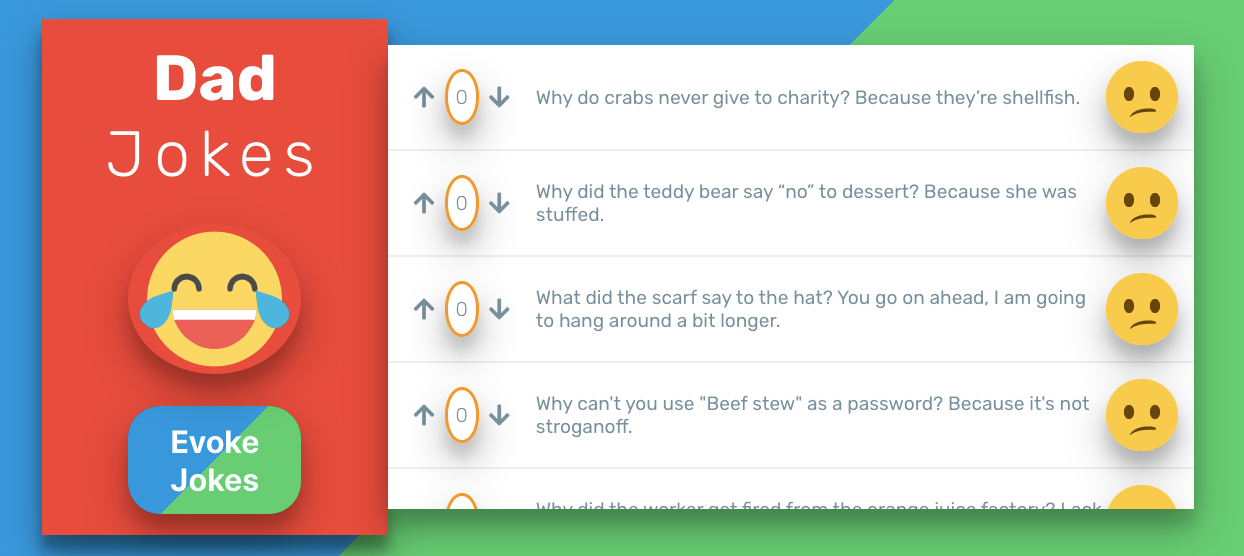 Dad
Jokes
Evoke
Jokes
0
Why do crabs never give to charity? Because they’re shellfish.
0
Why did the teddy bear say “no” to dessert? Because she was
stuffed.
0
What did the scarf say to the hat? You go on ahead, I am going
to hang around a bit longer.
0
Why can't you use "Beef stew" as a password? Because it's not
stroganoff.
Why did the worker get fired from the orange juice factory? Lack